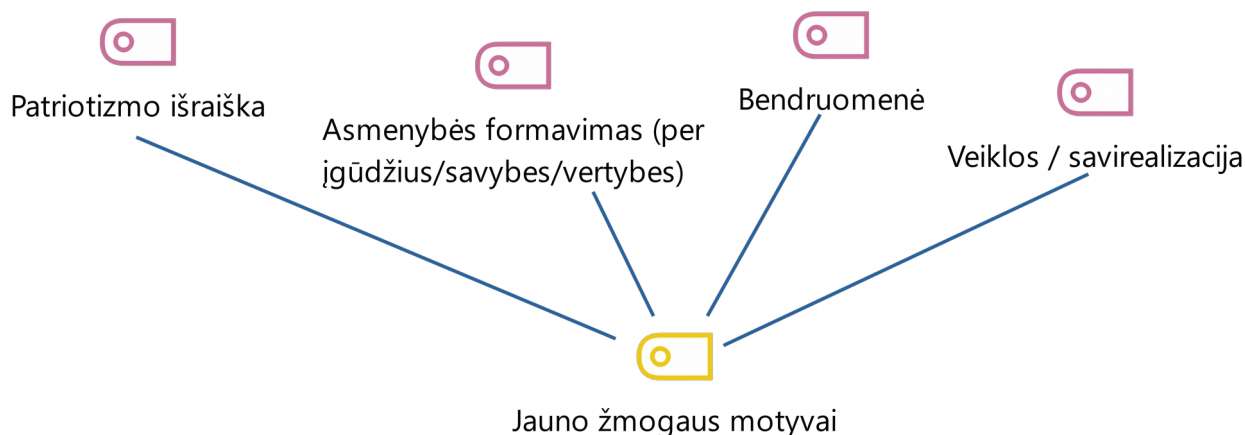 Patriotizmo išraiška
Asmenybės formavimas (per
įgūdžius/savybes/vertybes)
Bendruomenė
Veiklos / savirealizacija
Jauno žmogaus motyvai